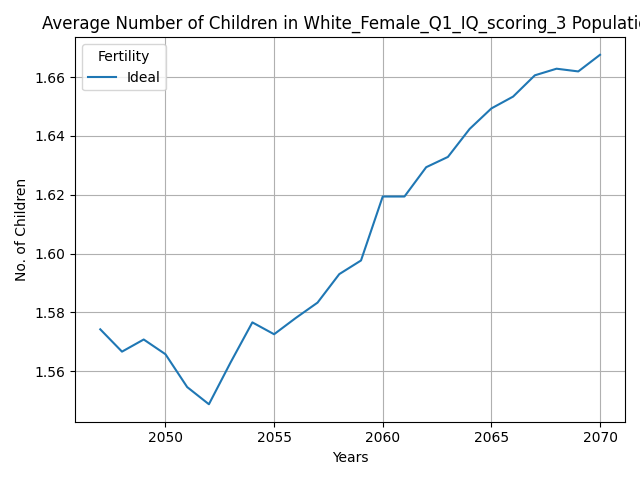 Average Number of Children in White_Female_Q1_IQ_scoring_3 Populatio
Fertility
Ideal
1.66
1.64
1.62
1.60
1.58
1.56
No. of Children
2050 2055 2060 2065 2070
Years